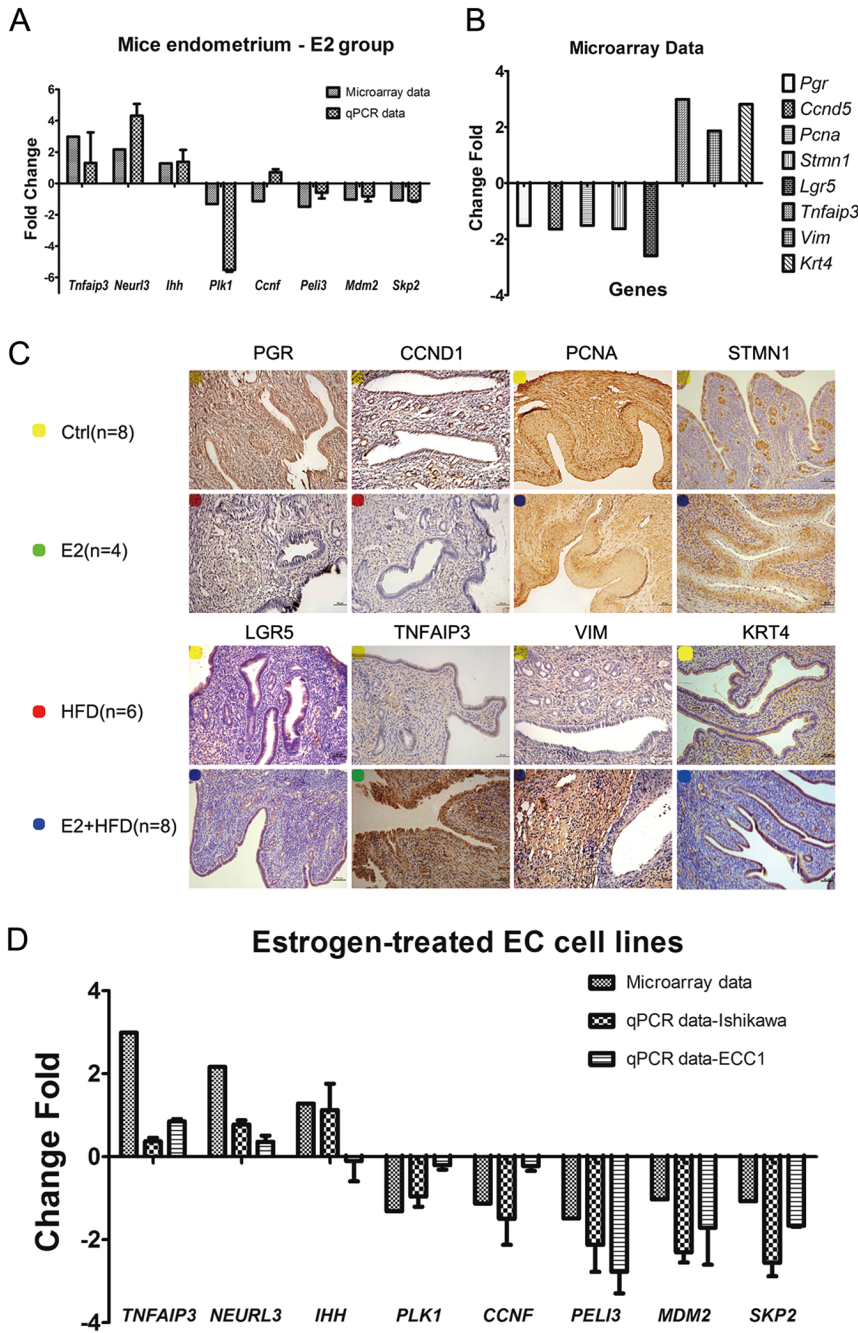 A
Mice endometrium - E2 group
Microarray data
qPCR data
Fold Change
6
4
2
0
-2
-4
-6
Tnfaip3 Neurl3 Ihh Plk1 Ccnf Peli3 Mdm2 Skp2
B
Microarray Data
Change Fold
4
2
0
-2
-4
Genes
Pgr
Ccnd5
Pcna
Stmn1
Lgr5
Tnfaip3
Vim
Krt4
C
PGR CCND1 PCNA STMN1
Ctrl(n=8)
E2(n=4)
LGR5 TNFAIP3 VIM KRT4
HFD(n=6)
E2+HFD(n=8)
D
Estrogen-treated EC cell lines
Microarray data
qPCR data-Ishikawa
qPCR data-ECC1
Change Fold
4
2
0
-2
-4
TNFAIP3 NEURL3 IHH PLK1 CCNF PELI3 MDM2 SKP2